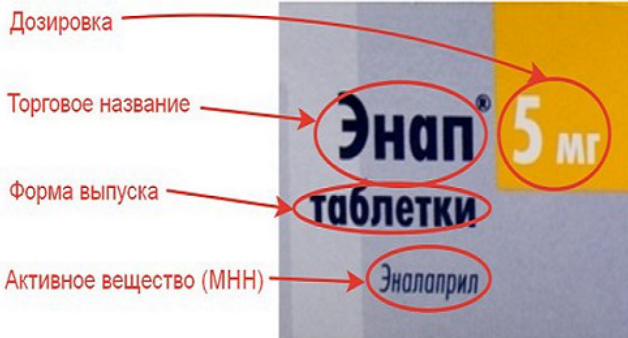 Дозировка
Торговое название
Энап® 5 мг
Форма выпуска
таблетки
Активное вещество (МНН)
Эналаприл